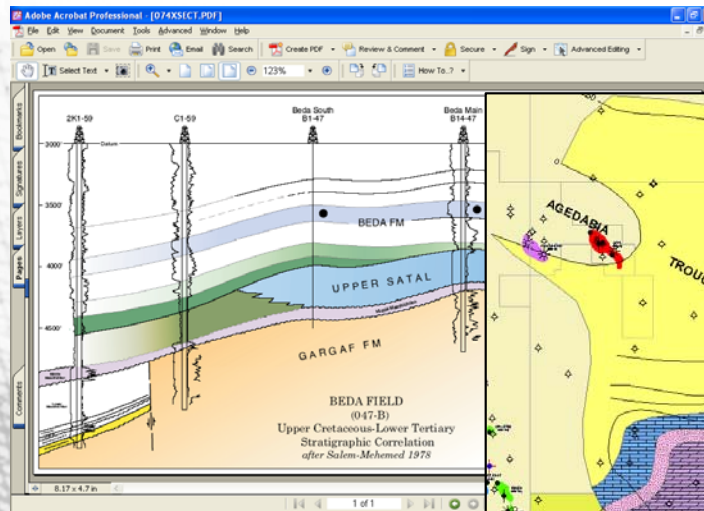 Adobe Acrobat Professional - [074XSECT.PDF]
File Edit View Document Tools Advanced Window Help
Open Save Print Email Search Create PDF Review & Comment Secure Sign Advanced Editing
Select Text 123% How To..?
Bookmarks
Signatures
Layers
Pages
Comments
2K1-59
C1-59
Beda South
B1-47
Beda Main
B14-47
3000'
Datum
BEDA FM
4000'
UPPER SATAL
4500'
GARGAF FM
BEDA FIELD
(047-B)
Upper Cretaceous-Lower Tertiary
Stratigraphic Correlation
after Salem-Mehemed 1978
AGEDABIA
TROUG
8.17 x 4.7 in
1 of 1